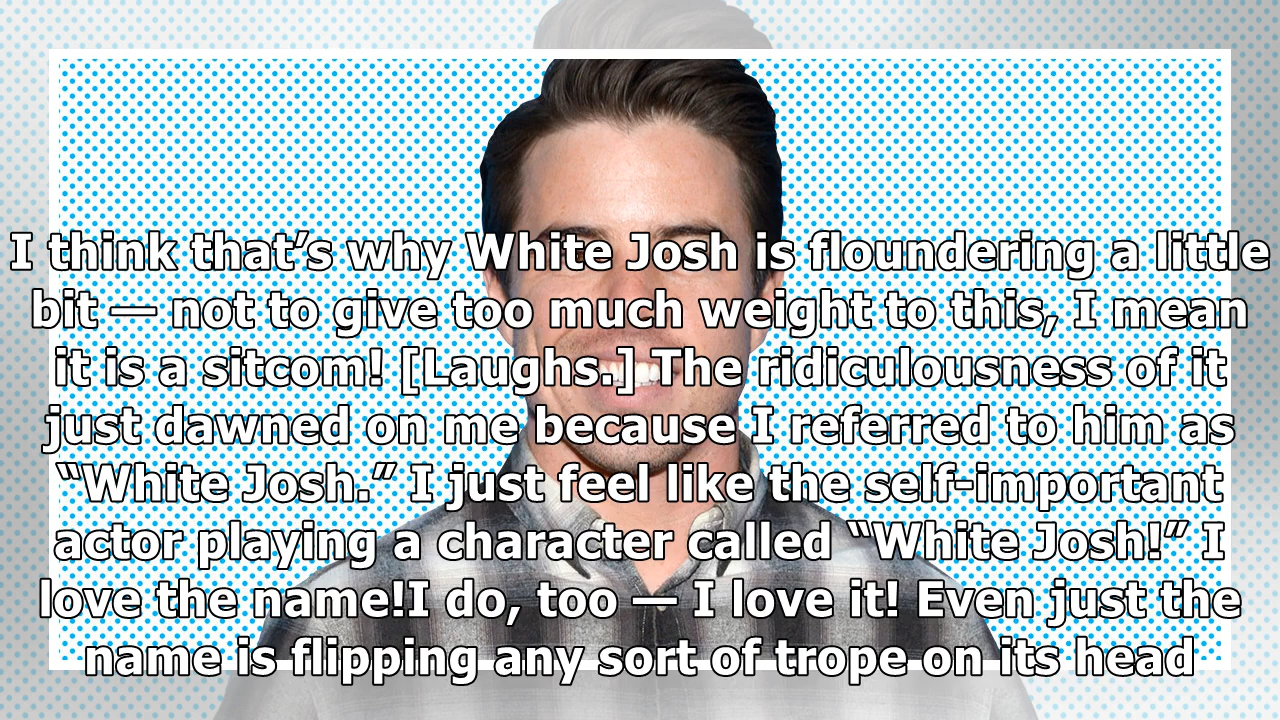 I think that’s why White Josh is floundering a little
bit — not to give too much weight to this, I mean
it is a sitcom! [Laughs.] The ridiculousness of it
just dawned on me because I referred to him as
“White Josh.” I just feel like the self-important
actor playing a character called “White Josh!” I
love the name!I do, too — I love it! Even just the
name is flipping any sort of trope on its head